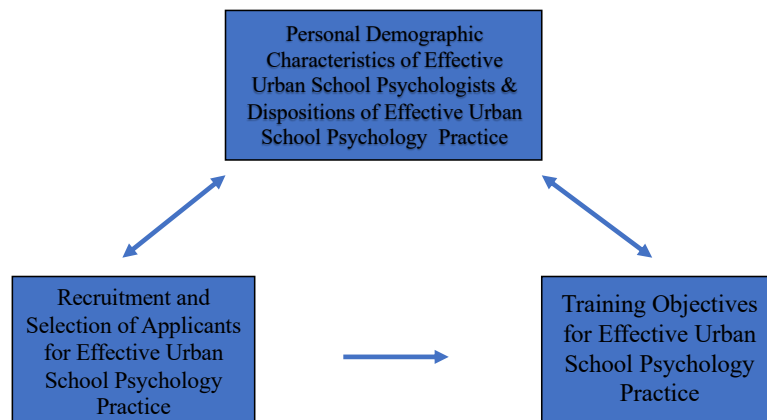 Personal Demographic
Characteristics of Effective
Urban School Psychologists &
Dispositions of Effective Urban
School Psychology Practice
Recruitment and
Selection of Applicants
for Effective Urban
School Psychology
Practice
Training Objectives
for Effective Urban
School Psychology
Practice